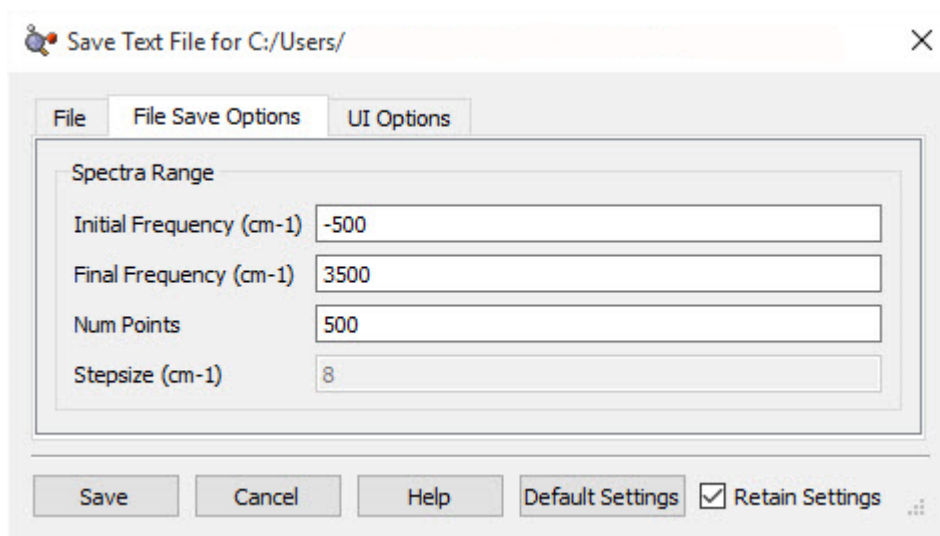 Save Text File for C:/Users/
File File Save Options UI Options
Spectra Range
Initial Frequency (cm-1) -500
Final Frequency (cm-1) 3500
Num Points 500
Stepsize (cm-1) 8
Save Cancel Help Default Settings Retain Settings